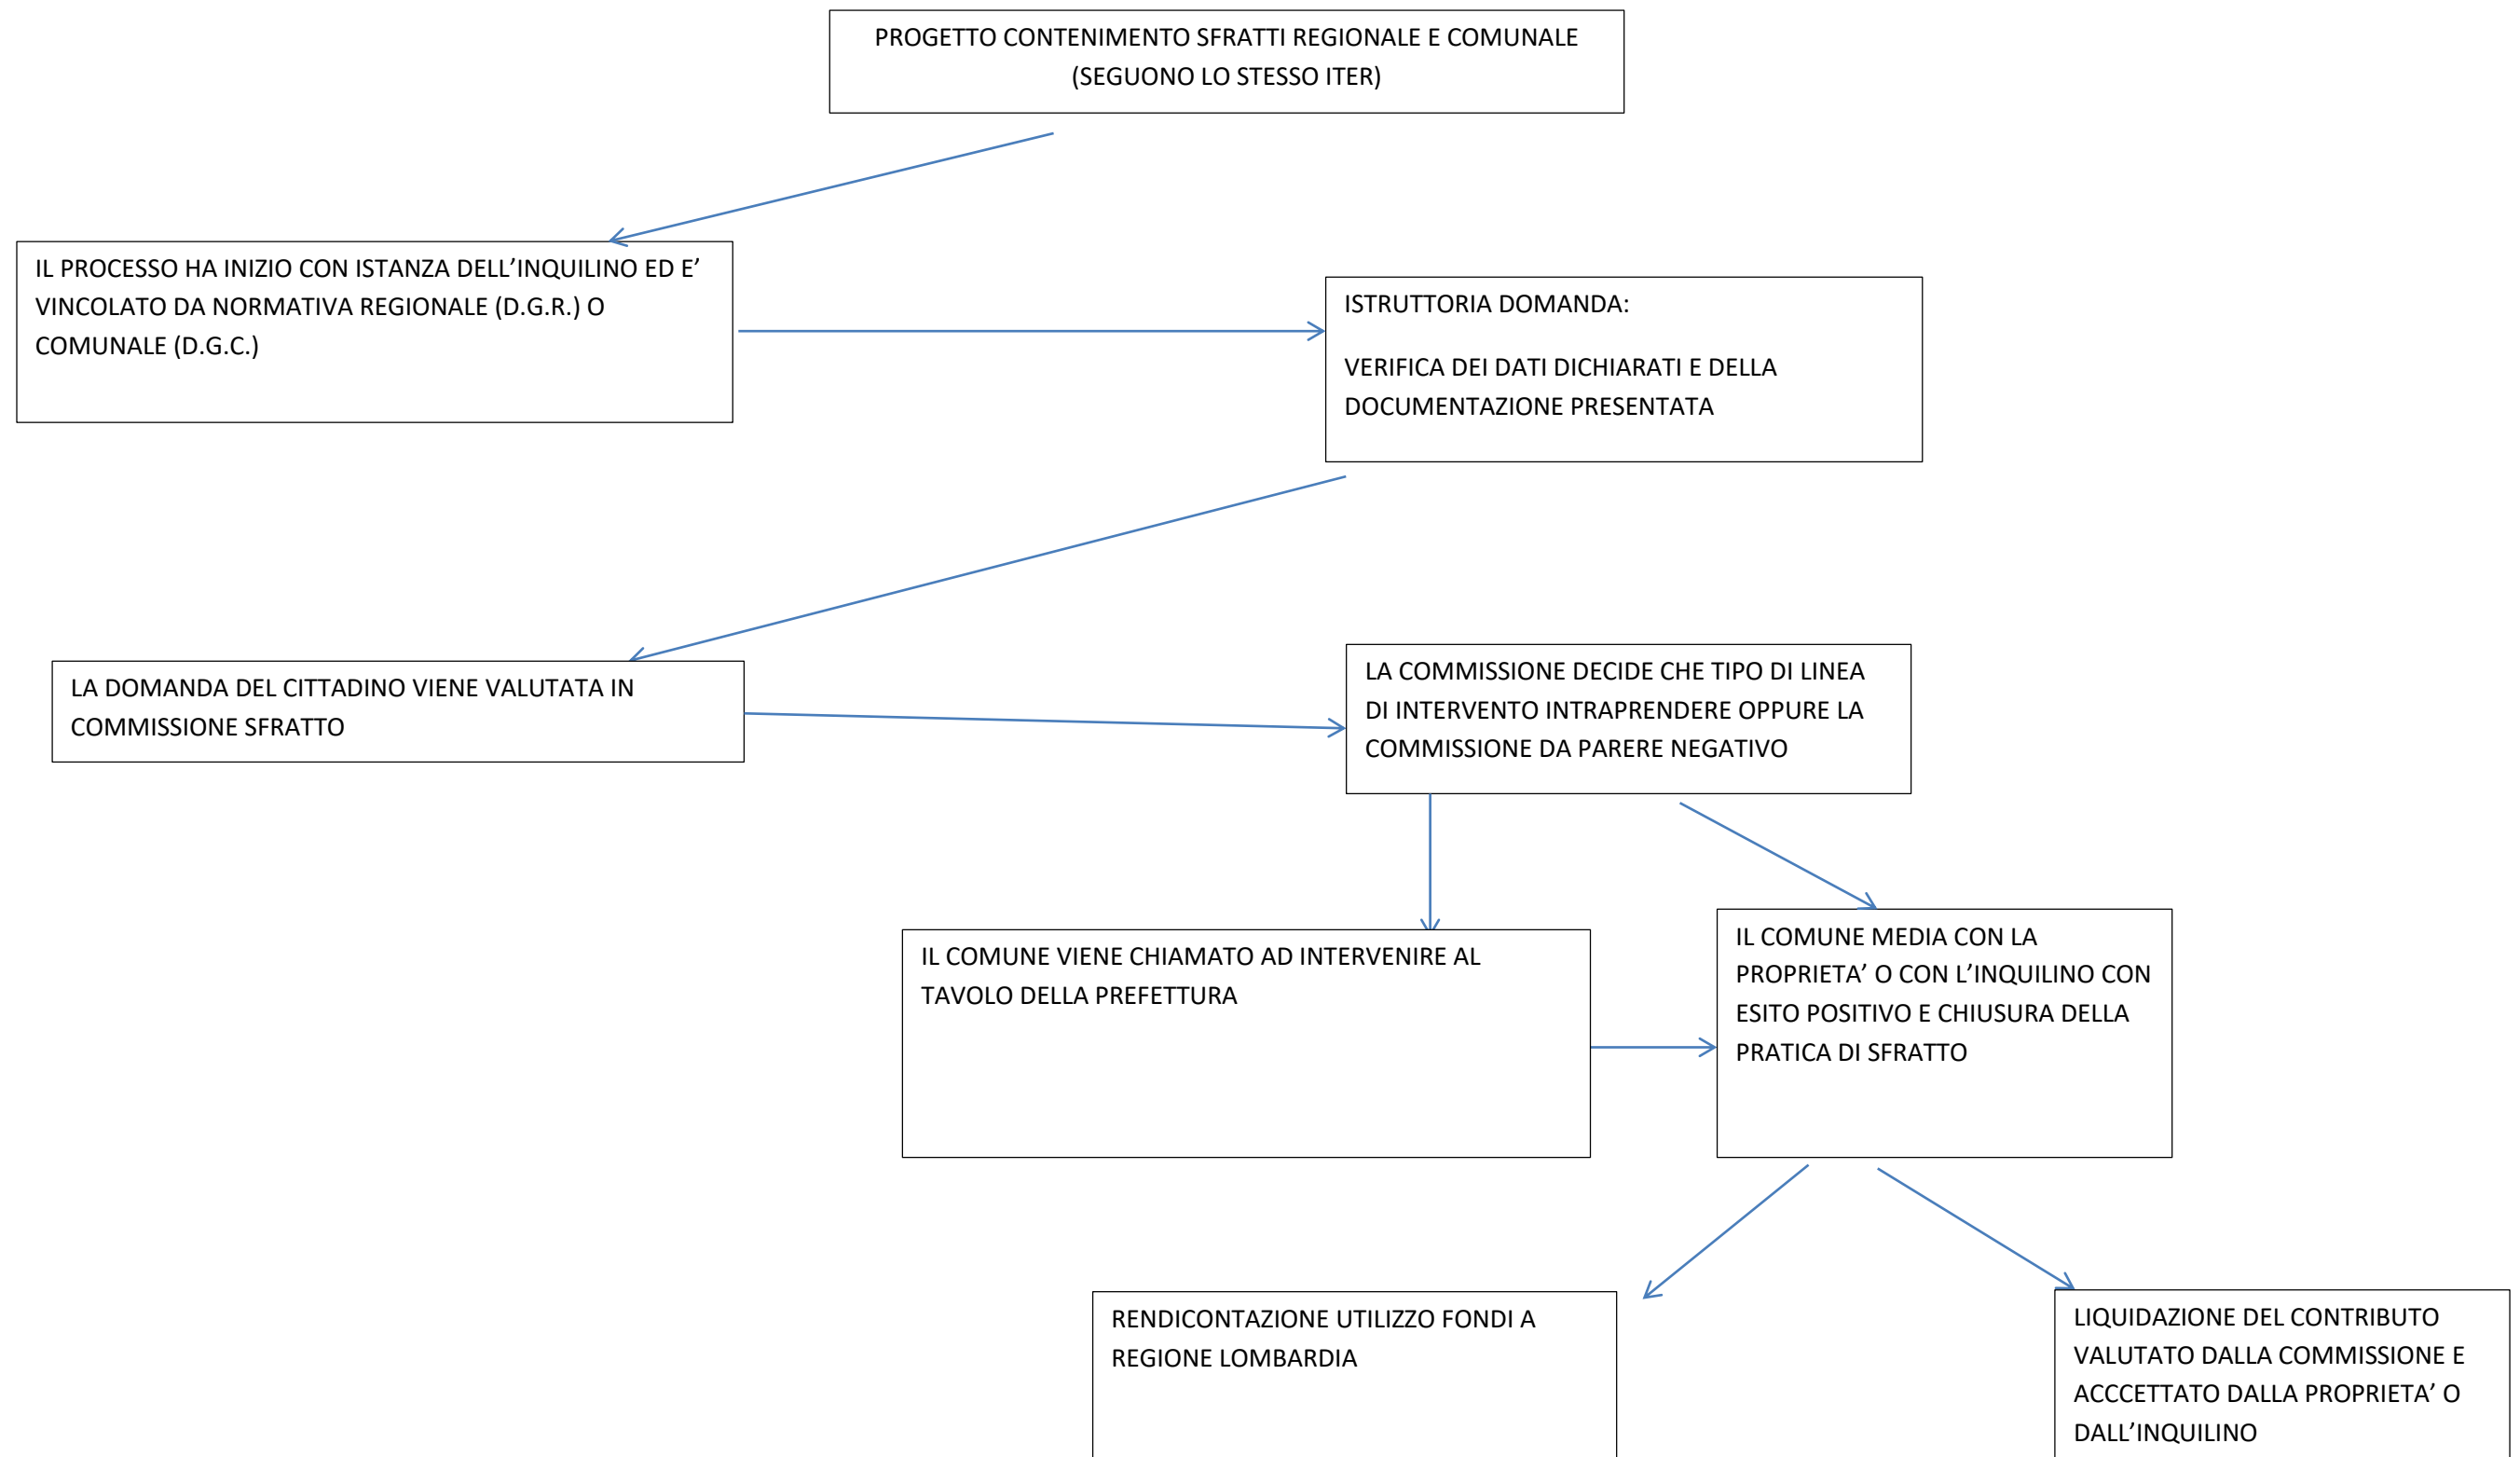 PROGETTO CONTENIMENTO SFRATTI REGIONALE E COMUNALE
(SEGUONO LO STESSO ITER)
IL PROCESSO HA INIZIO CON ISTANZA DELL’INQUILINO ED E’
VINCOLATO DA NORMATIVA REGIONALE (D.G.R.) O
COMUNALE (D.G.C.)
ISTRUTTORIA DOMANDA:
VERIFICA DEI DATI DICHIARATI E DELLA
DOCUMENTAZIONE PRESENTATA
LA DOMANDA DEL CITTADINO VIENE VALUTATA IN
COMMISSIONE SFRATTO
LA COMMISSIONE DECIDE CHE TIPO DI LINEA
DI INTERVENTO INTRAPRENDERE OPPURE LA
COMMISSIONE DA PARERE NEGATIVO
IL COMUNE VIENE CHIAMATO AD INTERVENIRE AL
TAVOLO DELLA PREFETTURA
IL COMUNE MEDIA CON LA
PROPRIETA’ O CON L’INQUILINO CON
ESITO POSITIVO E CHIUSURA DELLA
PRATICA DI SFRATTO
RENDICONTAZIONE UTILIZZO FONDI A
REGIONE LOMBARDIA
LIQUIDAZIONE DEL CONTRIBUTO
VALUTATO DALLA COMMISSIONE E
ACCCETTATO DALLA PROPRIETA’ O
DALL’INQUILINO